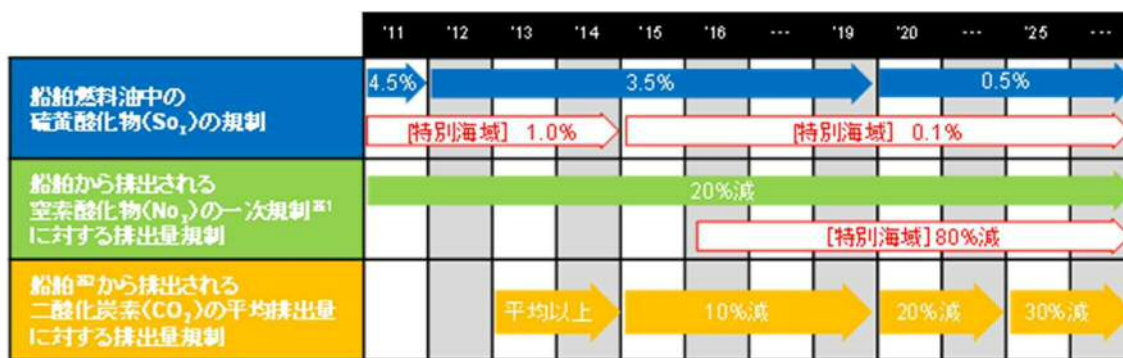 '11 '12 '13 '14 '15 '16 ... '19 '20 ... '25 ...
船舶燃料油中の
硫黄酸化物(Soₓ)の規制
4.5% 3.5% 0.5%
[特別海域] 1.0% [特別海域] 0.1%
船舶から排出される
窒素酸化物(Noₓ)の一次規制※1
に対する排出量規制
20%減
[特別海域]80%減
船舶※2から排出される
二酸化炭素(CO₂)の平均排出量
に対する排出量規制
平均以上 10%減 20%減 30%減